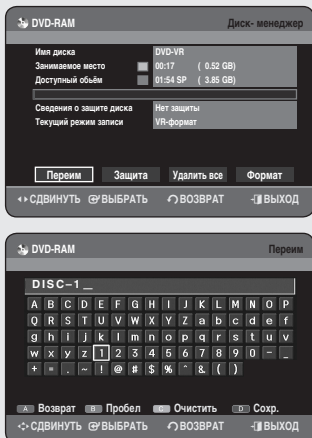 DVD-RAM Диск- менеджер
Имя диска DVD-VR
Занимаемое место 00:17 ( 0.52 GB)
Доступный объём 01:54 SP ( 3.85 GB)
Сведения о защите диска Нет защиты
Текущий режим записи VR-формат
Переим Защита Удалить все Формат
СДВИНУТЬ ВЫБРАТЬ ВОЗВРАТ ВЫХОД
DVD-RAM Переим
DISC-1_
A B C D E F G H I J K L M N O P
Q R S T U V W X Y Z a b c d e f
g h i j k l m n o p q r s t u v
w x y z 1 2 3 4 5 6 7 8 9 0 - _
+ = . ~ ! @ # $ % ^ & ( )
A Возврат B Пробел C Очистить D Сохр.
СДВИНУТЬ ВЫБРАТЬ ВОЗВРАТ ВЫХОД